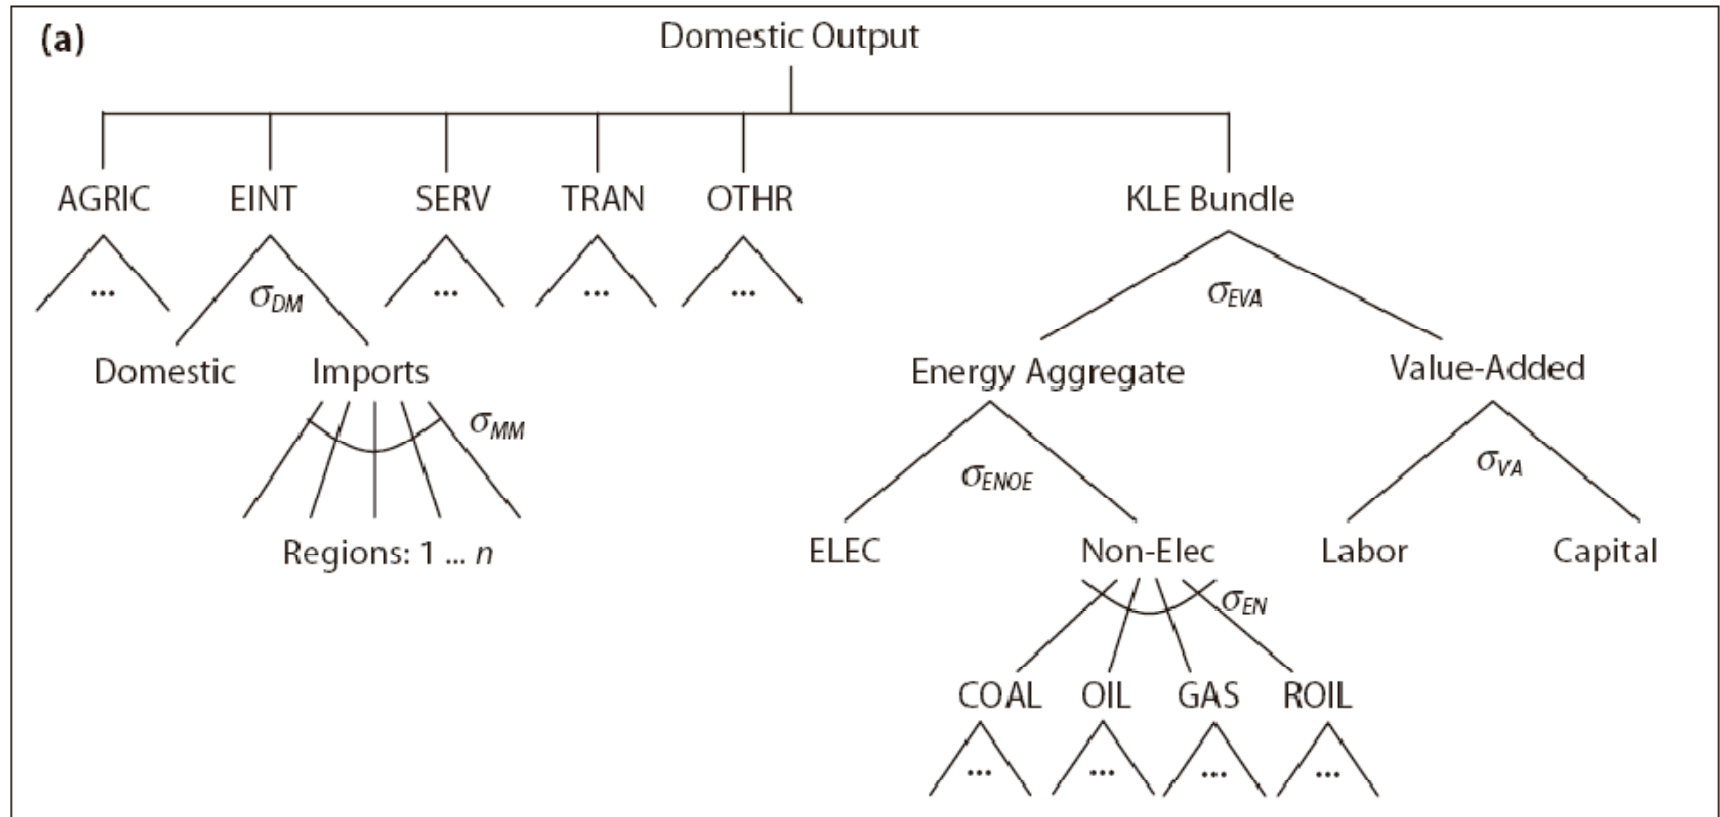 (a)
Domestic Output
AGRIC EINT SERV TRAN OTHR KLE Bundle
... σDM ... ... ... σEVA
Domestic Imports Energy Aggregate Value-Added
σMM
σENOE σVA
Regions: 1 ... n ELEC Non-Elec Labor Capital
σEN
COAL OIL GAS ROIL
... ... ... ...